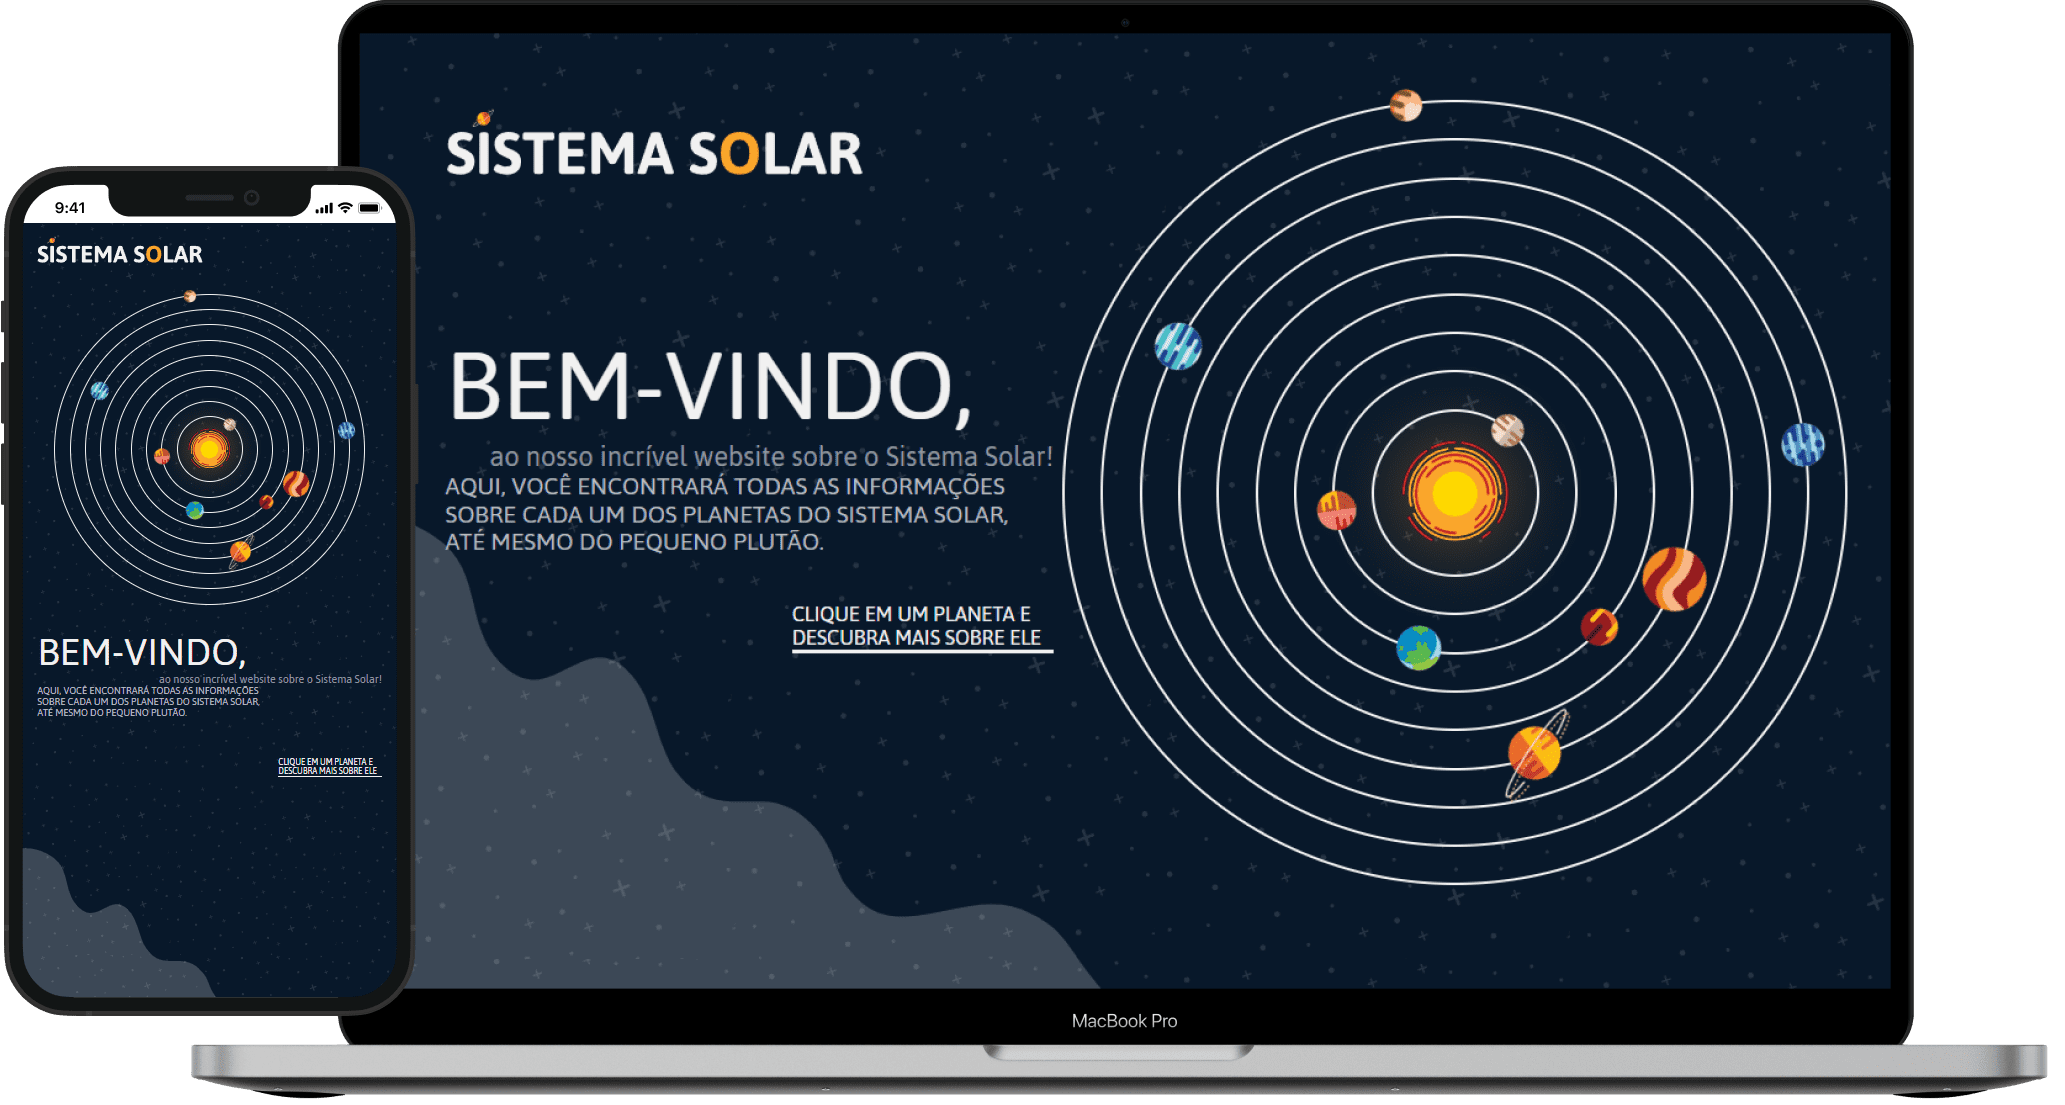 SISTEMA SOLAR
BEM-VINDO,
ao nosso incrível website sobre o Sistema Solar!
AQUI, VOCÊ ENCONTRARÁ TODAS AS INFORMAÇÕES
SOBRE CADA UM DOS PLANETAS DO SISTEMA SOLAR,
ATÉ MESMO DO PEQUENO PLUTÃO.
CLIQUE EM UM PLANETA E
DESCUBRA MAIS SOBRE ELE
MacBook Pro
9:41
SISTEMA SOLAR
BEM-VINDO,
ao nosso incrível website sobre o Sistema Solar!
AQUI, VOCÊ ENCONTRARÁ TODAS AS INFORMAÇÕES
SOBRE CADA UM DOS PLANETAS DO SISTEMA SOLAR,
ATÉ MESMO DO PEQUENO PLUTÃO.
CLIQUE EM UM PLANETA E
DESCUBRA MAIS SOBRE ELE